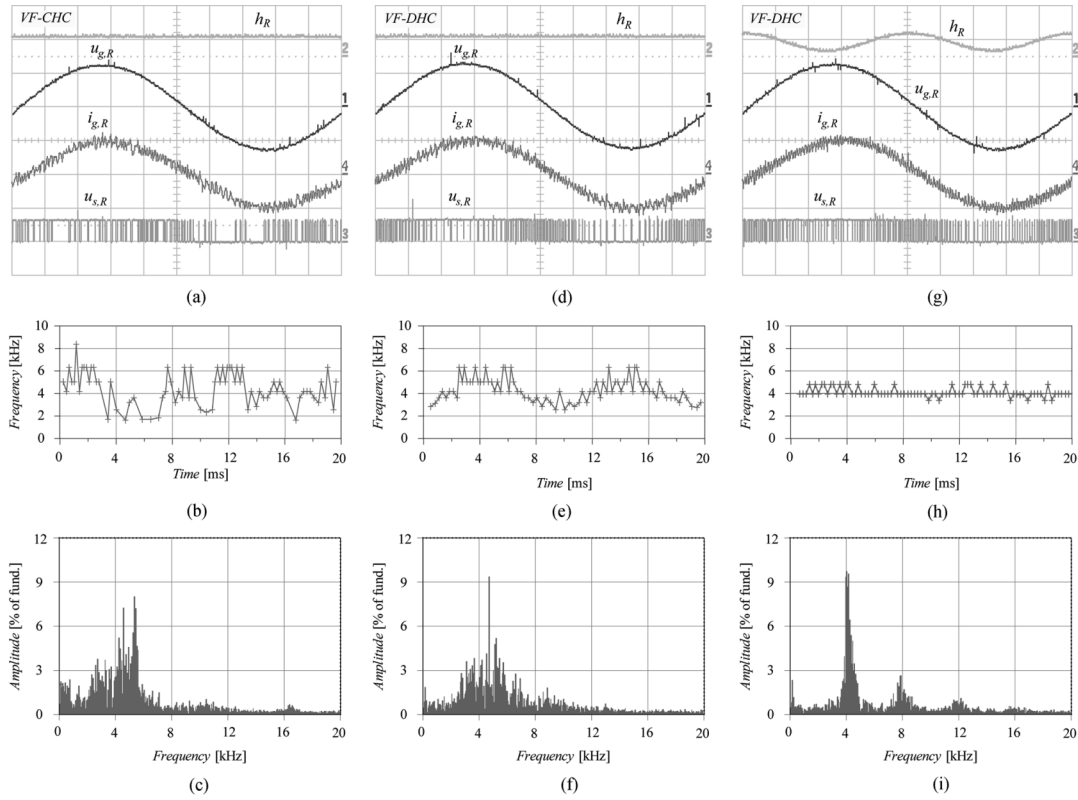 VF-CHC
h_R
2
u_g,R
1
i_g,R
4
u_s,R
3
(a)
VF-DHC
h_R
2
u_g,R
1
i_g,R
4
u_s,R
3
(d)
VF-DHC
h_R
2
u_g,R
1
i_g,R
4
u_s,R
3
(g)
Frequency [kHz]
10
8
6
4
2
0
0 4 8 12 16 20
Time [ms]
(b)
Frequency [kHz]
10
8
6
4
2
0
0 4 8 12 16 20
Time [ms]
(e)
Frequency [kHz]
10
8
6
4
2
0
0 4 8 12 16 20
Time [ms]
(h)
Amplitude [% of fund.]
12
9
6
3
0
0 4 8 12 16 20
Frequency [kHz]
(c)
Amplitude [% of fund.]
12
9
6
3
0
0 4 8 12 16 20
Frequency [kHz]
(f)
Amplitude [% of fund.]
12
9
6
3
0
0 4 8 12 16 20
Frequency [kHz]
(i)